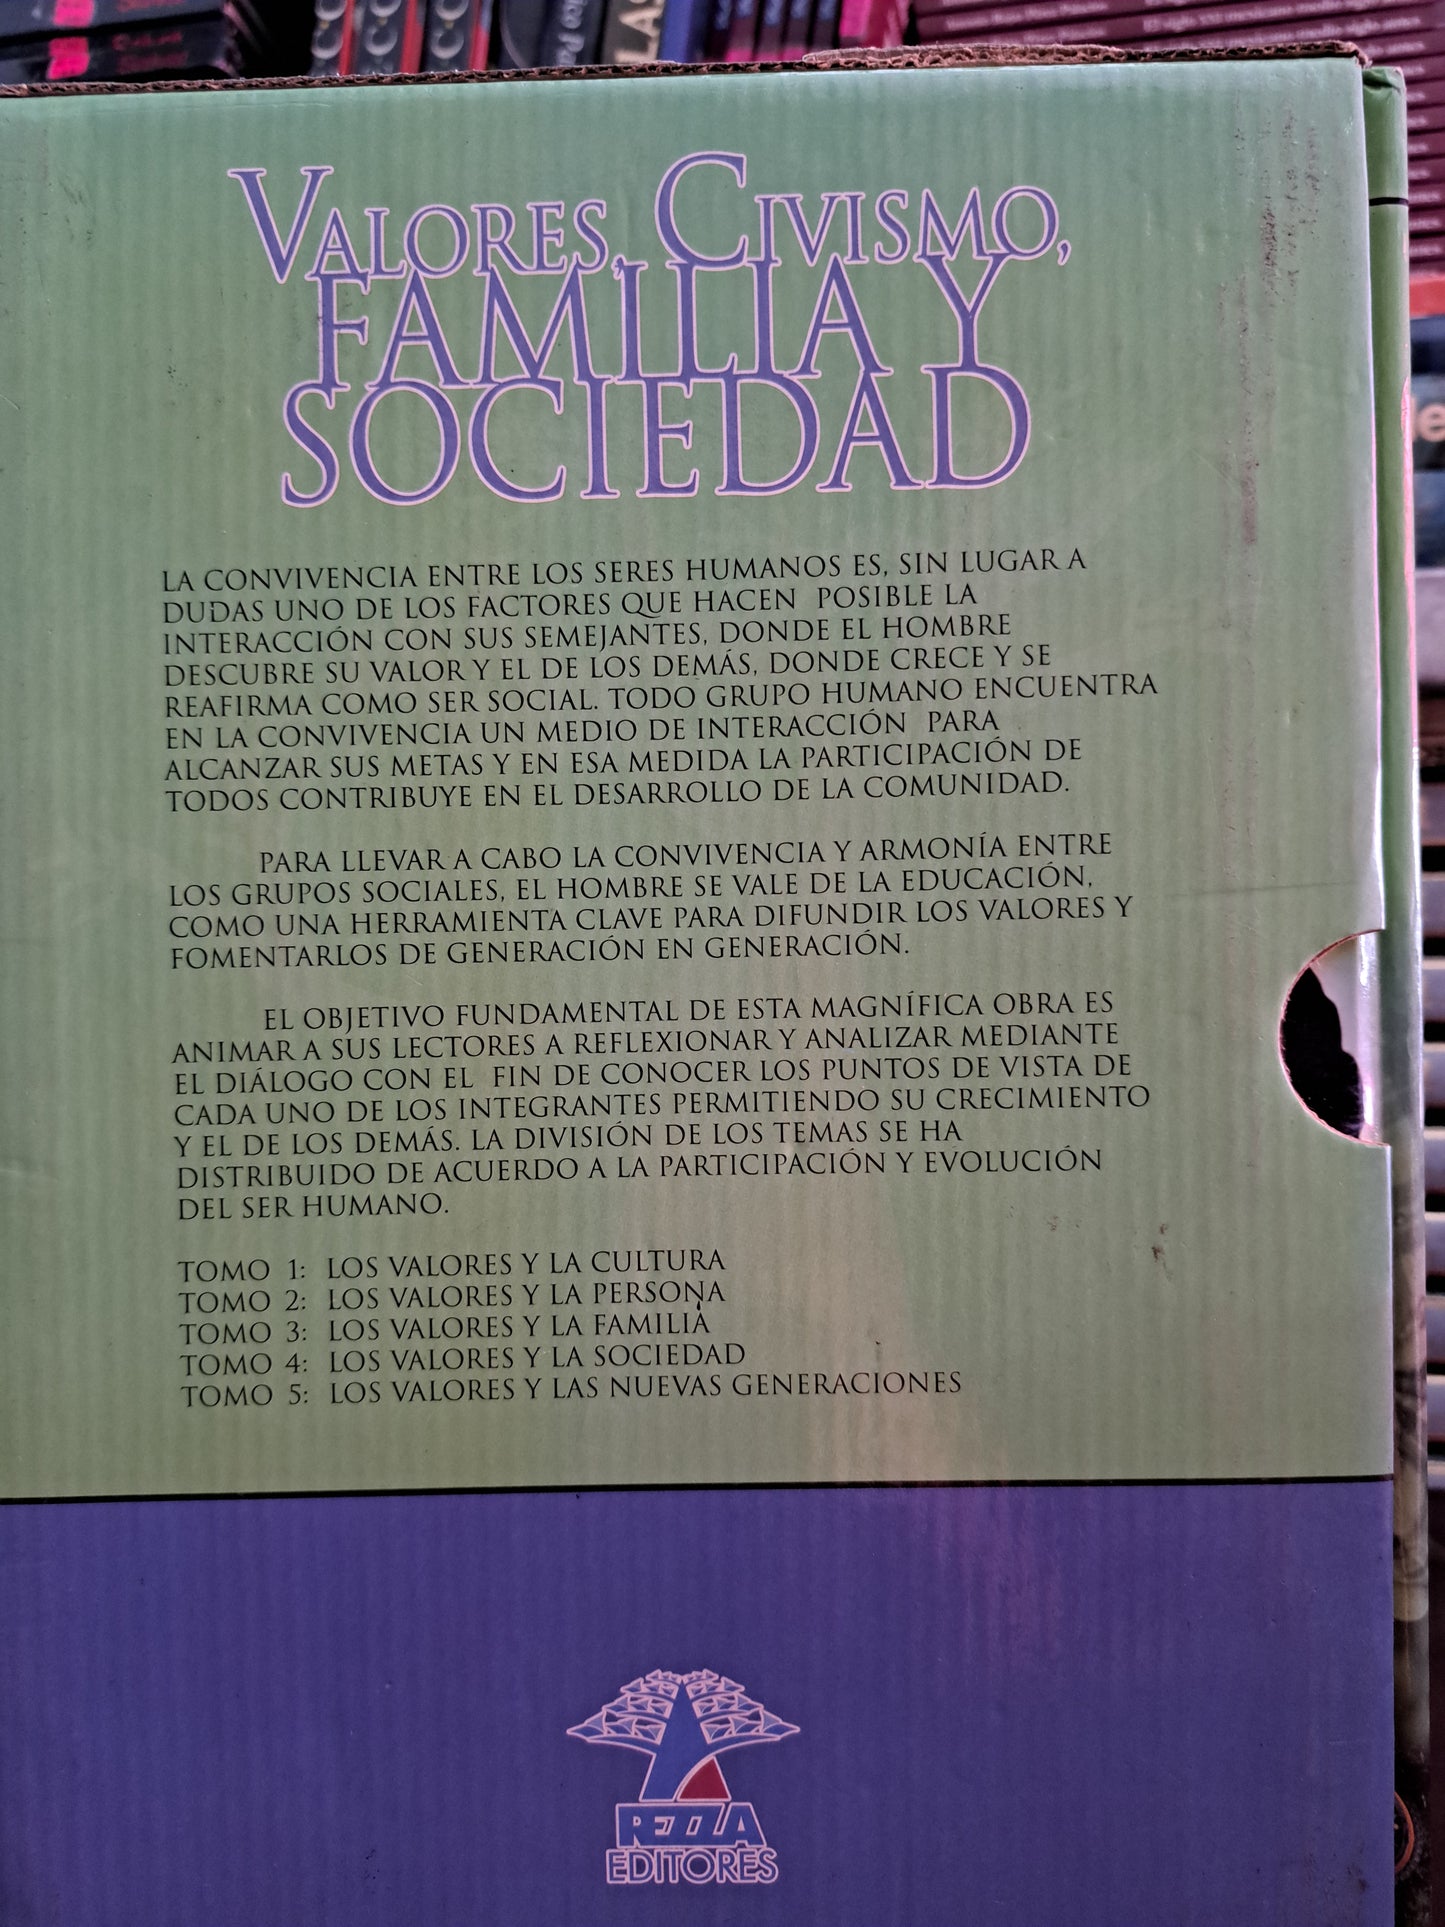 VALORES, CIVISMO,
FAMILIA Y
SOCIEDAD
LA CONVIVENCIA ENTRE LOS SERES HUMANOS ES, SIN LUGAR A
DUDAS UNO DE LOS FACTORES QUE HACEN POSIBLE LA
INTERACCIÓN CON SUS SEMEJANTES, DONDE EL HOMBRE
DESCUBRE SU VALOR Y EL DE LOS DEMÁS, DONDE CRECE Y SE
REAFIRMA COMO SER SOCIAL. TODO GRUPO HUMANO ENCUENTRA
EN LA CONVIVENCIA UN MEDIO DE INTERACCIÓN PARA
ALCANZAR SUS METAS Y EN ESA MEDIDA LA PARTICIPACIÓN DE
TODOS CONTRIBUYE EN EL DESARROLLO DE LA COMUNIDAD.
PARA LLEVAR A CABO LA CONVIVENCIA Y ARMONÍA ENTRE
LOS GRUPOS SOCIALES, EL HOMBRE SE VALE DE LA EDUCACIÓN,
COMO UNA HERRAMIENTA CLAVE PARA DIFUNDIR LOS VALORES Y
FOMENTARLOS DE GENERACIÓN EN GENERACIÓN.
EL OBJETIVO FUNDAMENTAL DE ESTA MAGNÍFICA OBRA ES
ANIMAR A SUS LECTORES A REFLEXIONAR Y ANALIZAR MEDIANTE
EL DIÁLOGO CON EL FIN DE CONOCER LOS PUNTOS DE VISTA DE
CADA UNO DE LOS INTEGRANTES PERMITIENDO SU CRECIMIENTO
Y EL DE LOS DEMÁS. LA DIVISIÓN DE LOS TEMAS SE HA
DISTRIBUIDO DE ACUERDO A LA PARTICIPACIÓN Y EVOLUCIÓN
DEL SER HUMANO.
TOMO 1: LOS VALORES Y LA CULTURA
TOMO 2: LOS VALORES Y LA PERSONA
TOMO 3: LOS VALORES Y LA FAMILIA
TOMO 4: LOS VALORES Y LA SOCIEDAD
TOMO 5: LOS VALORES Y LAS NUEVAS GENERACIONES
REZZA
EDITORES